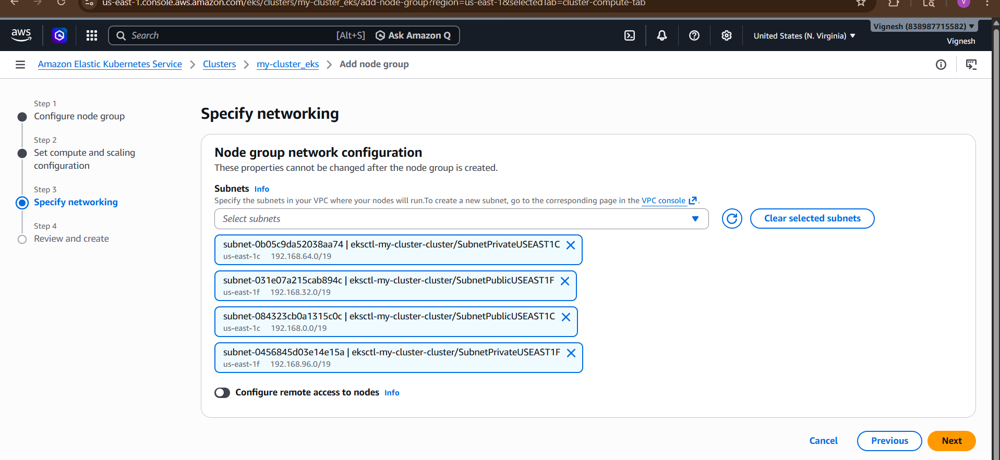 us-east-1.console.aws.amazon.com/eks/clusters/my-cluster_eks/add-node-group?region=us-east-1&selectedTab=cluster-compute-tab
V
aws
Search
[Alt+S]
Ask Amazon Q
United States (N. Virginia)
Vignesh (838987715582)
Vignesh
Amazon Elastic Kubernetes Service
Clusters
my-cluster_eks
Add node group
Step 1
Configure node group
Step 2
Set compute and scaling
configuration
Step 3
Specify networking
Step 4
Review and create
Specify networking
Node group network configuration
These properties cannot be changed after the node group is created.
Subnets Info
Specify the subnets in your VPC where your nodes will run.To create a new subnet, go to the corresponding page in the VPC console.
Select subnets
Clear selected subnets
subnet-0b05c9da52038aa74 | eksctl-my-cluster-cluster/SubnetPrivateUSEAST1C
us-east-1c 192.168.64.0/19
subnet-031e07a215cab894c | eksctl-my-cluster-cluster/SubnetPublicUSEAST1F
us-east-1f 192.168.32.0/19
subnet-084323cb0a1315c0c | eksctl-my-cluster-cluster/SubnetPublicUSEAST1C
us-east-1c 192.168.0.0/19
subnet-0456845d03e14e15a | eksctl-my-cluster-cluster/SubnetPrivateUSEAST1F
us-east-1f 192.168.96.0/19
Configure remote access to nodes Info
Cancel
Previous
Next